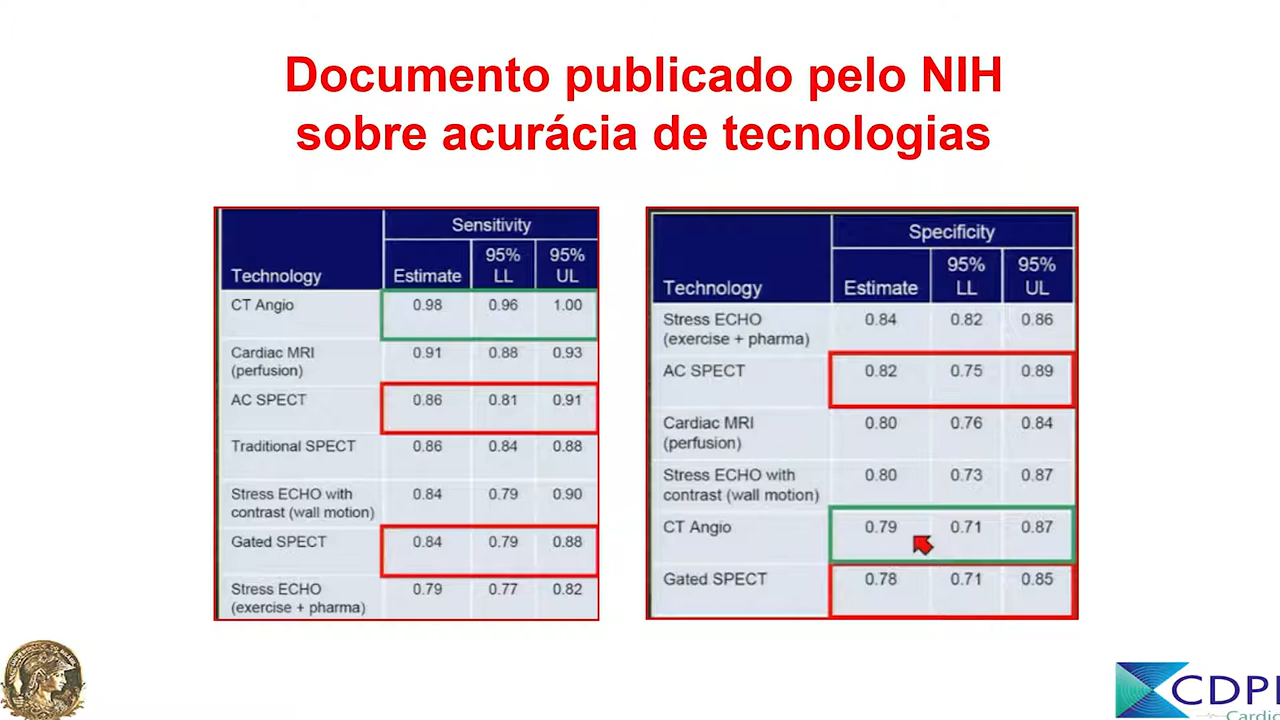 Documento publicado pelo NIH
sobre acurácia de tecnologias
Technology Sensitivity
Estimate 95% LL 95% UL
CT Angio 0.98 0.96 1.00
Cardiac MRI (perfusion) 0.91 0.88 0.93
AC SPECT 0.86 0.81 0.91
Traditional SPECT 0.86 0.84 0.88
Stress ECHO with contrast (wall motion) 0.84 0.79 0.90
Gated SPECT 0.84 0.79 0.88
Stress ECHO (exercise + pharma) 0.79 0.77 0.82
Technology Specificity
Estimate 95% LL 95% UL
Stress ECHO (exercise + pharma) 0.84 0.82 0.86
AC SPECT 0.82 0.75 0.89
Cardiac MRI (perfusion) 0.80 0.76 0.84
Stress ECHO with contrast (wall motion) 0.80 0.73 0.87
CT Angio 0.79 0.71 0.87
Gated SPECT 0.78 0.71 0.85
CDPI